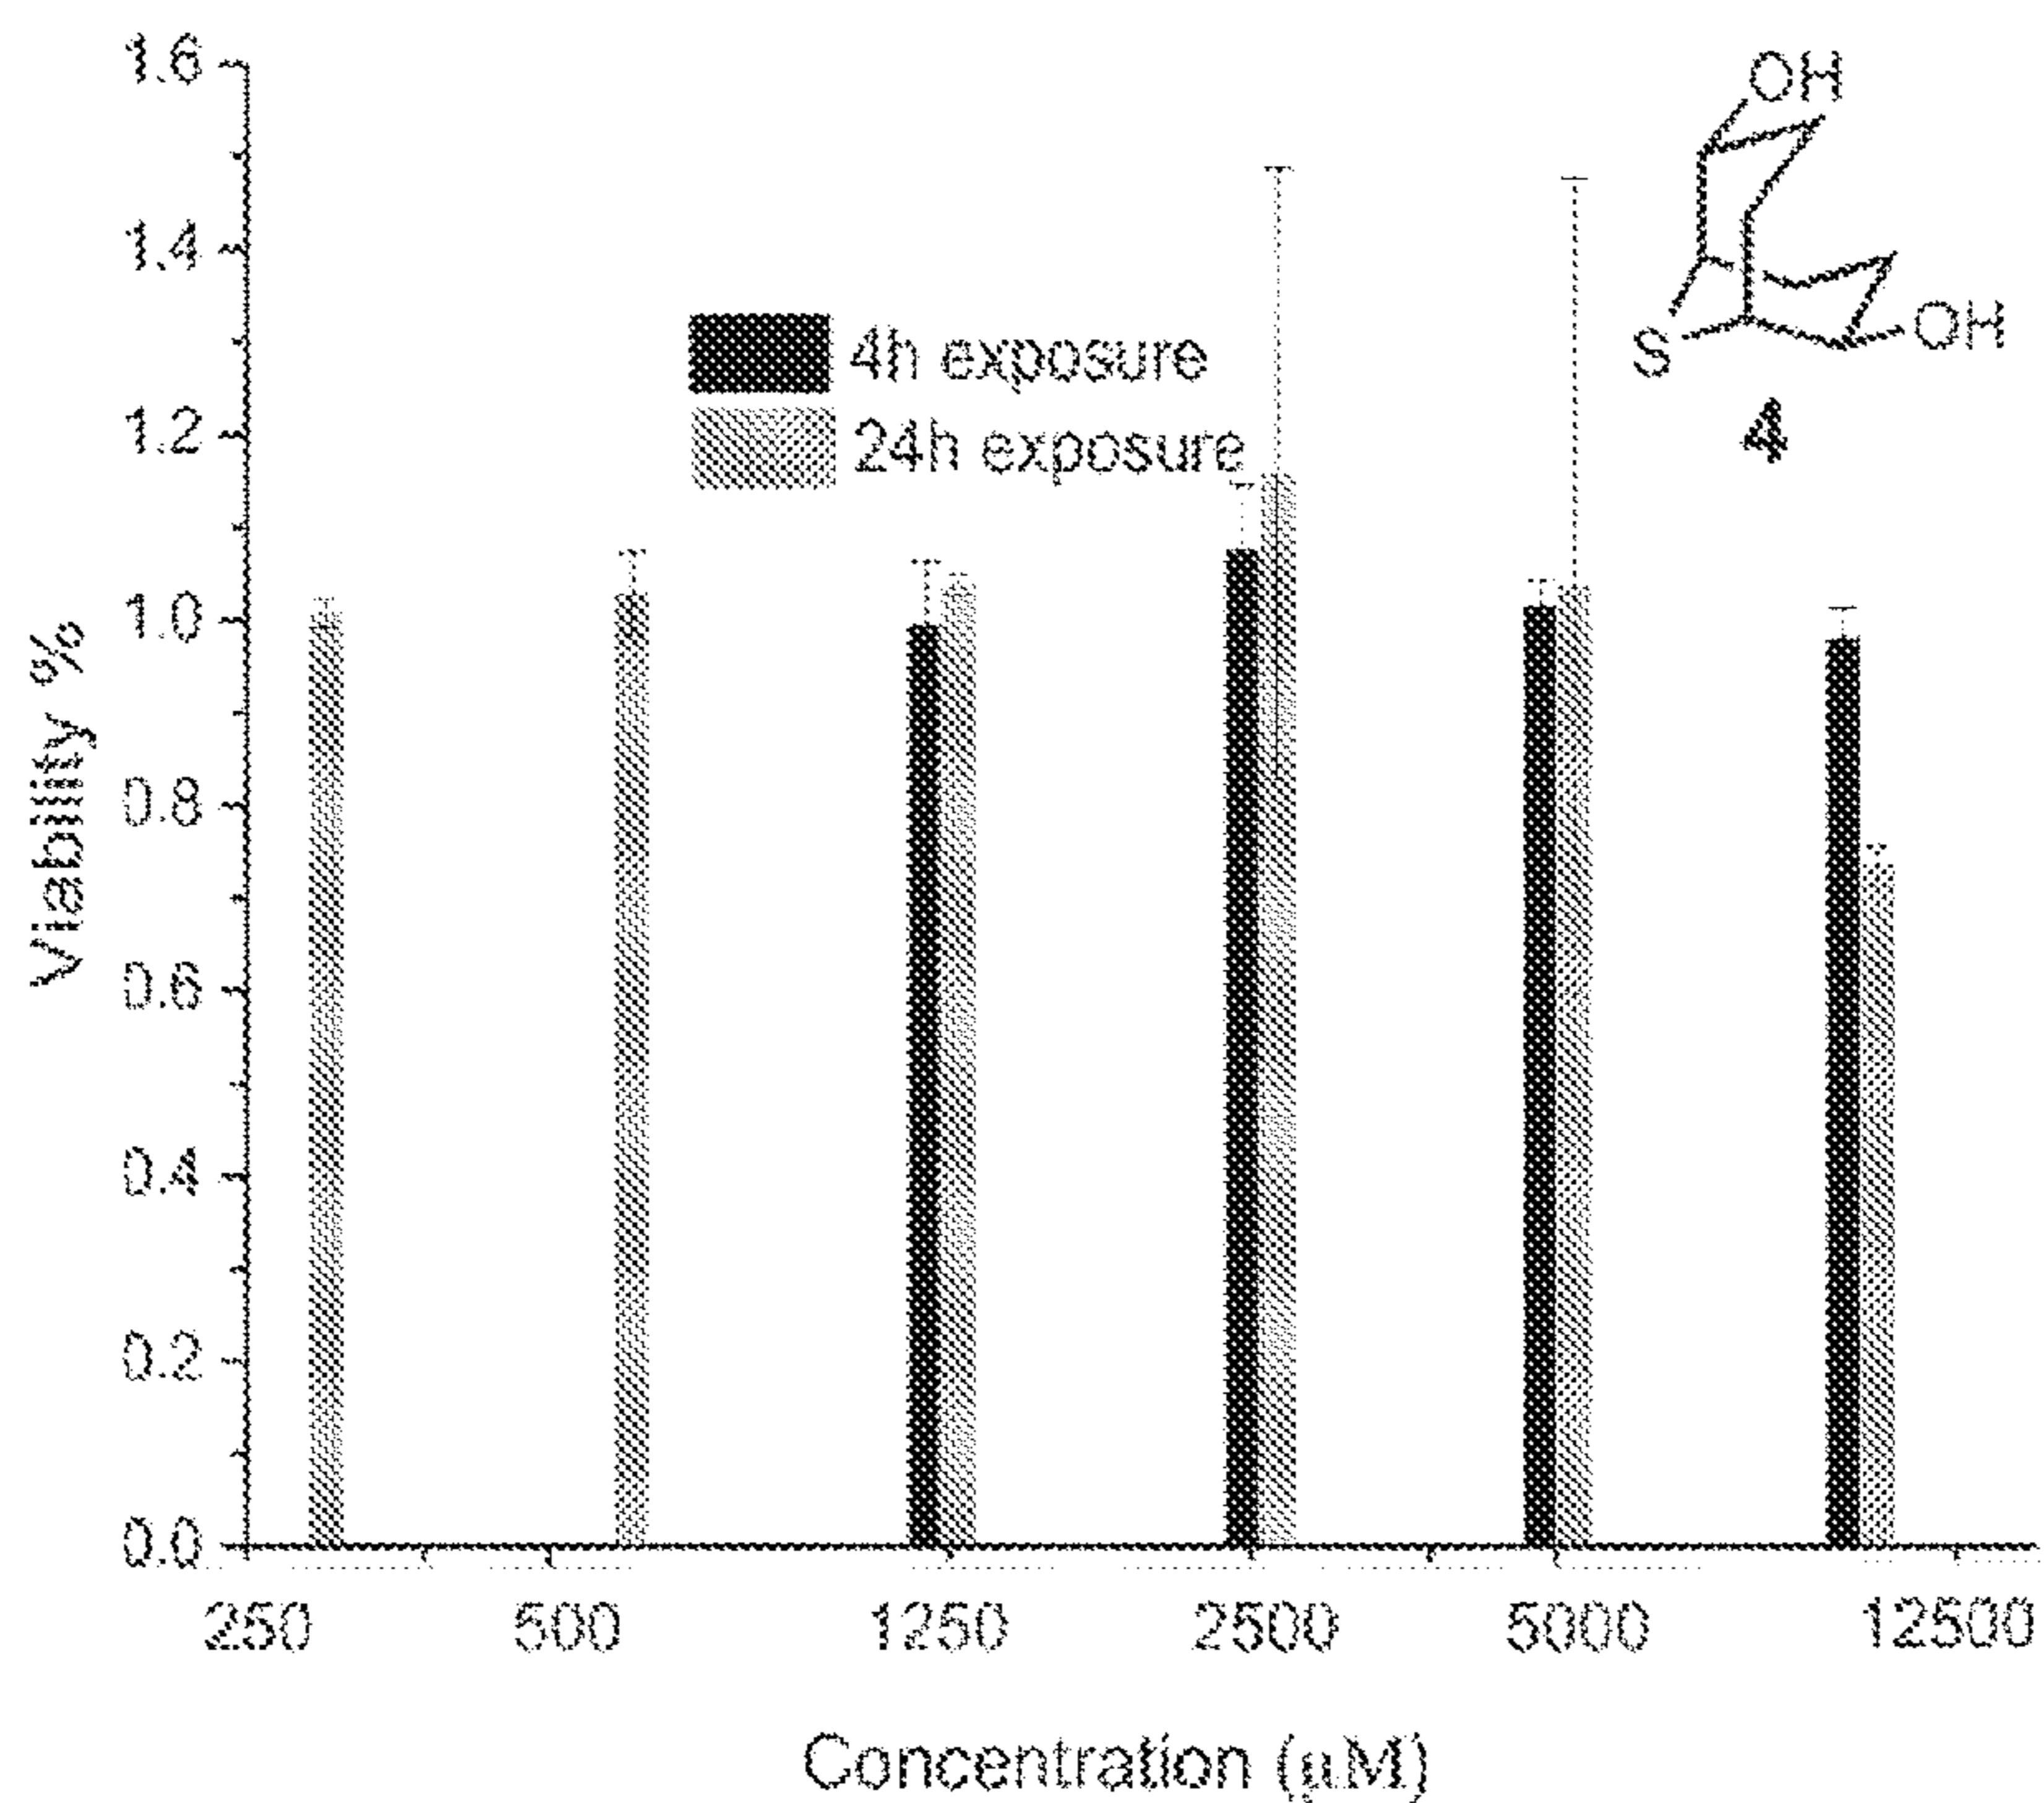 Viability %
1.6
1.4
1.2
1.0
0.8
0.6
0.4
0.2
0.0
4h exposure
24h exposure
OH
OH
S
4
250 500 1250 2500 5000 12500
Concentration (µM)